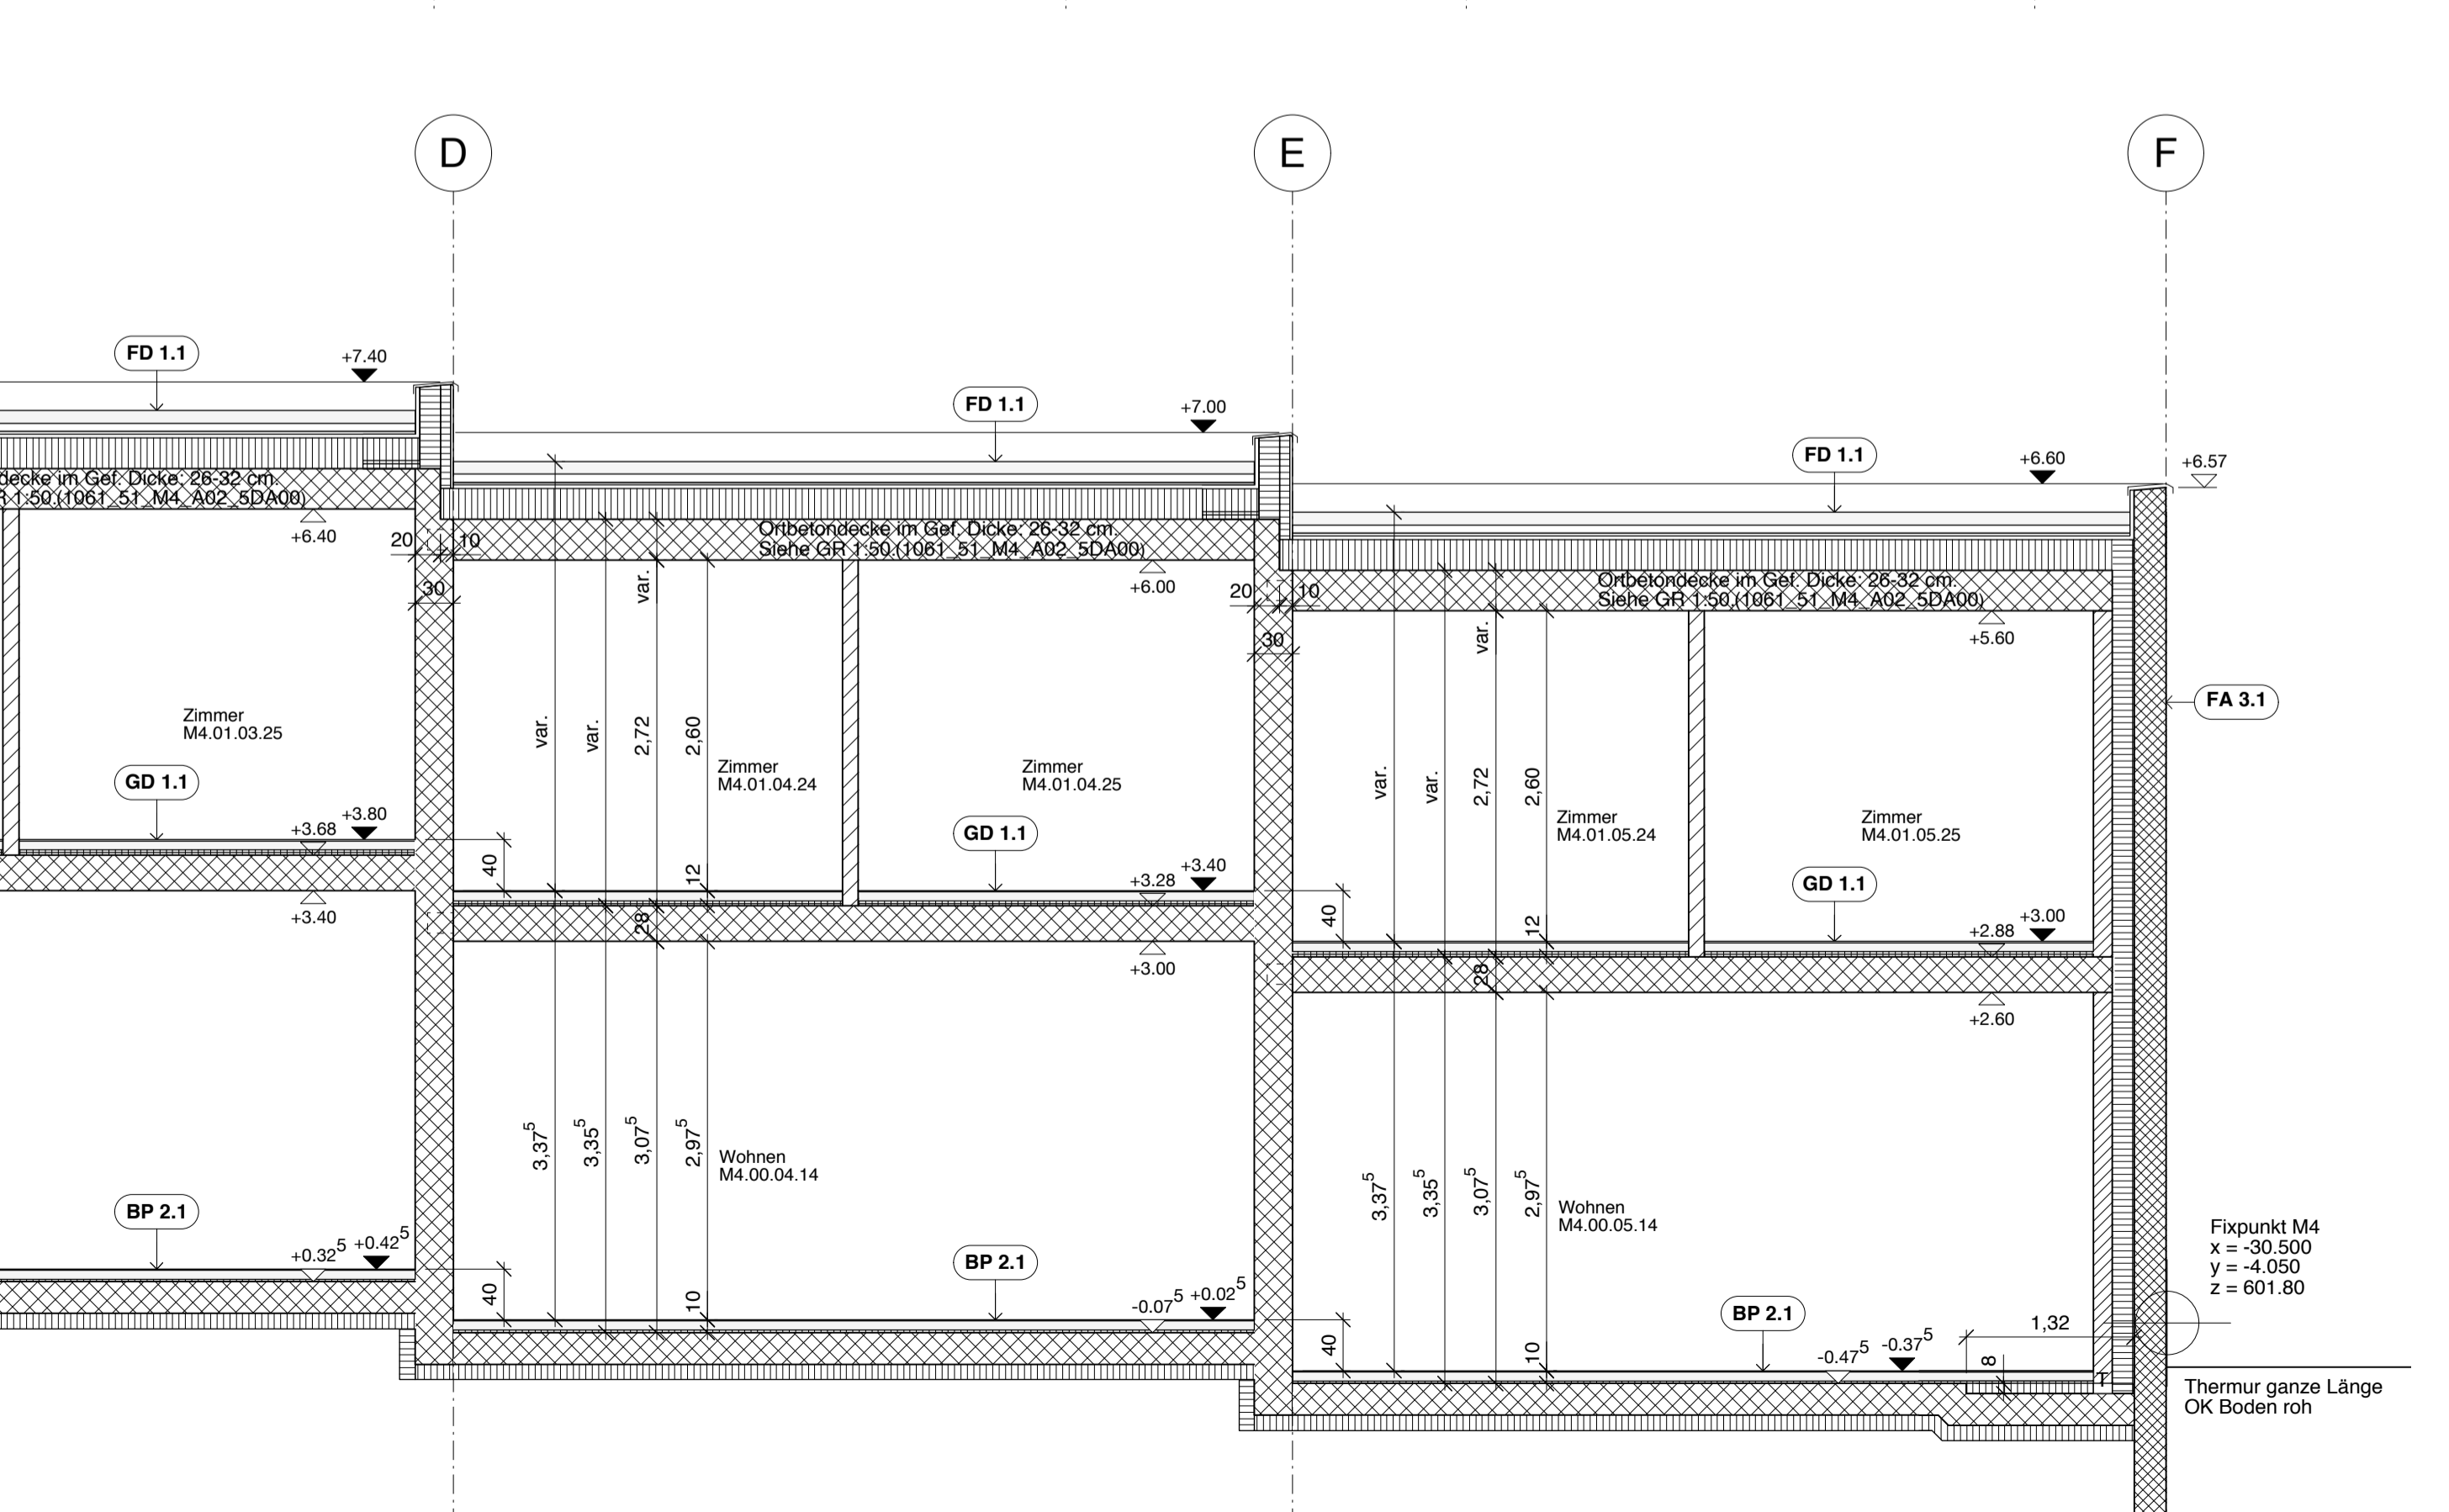 D
E
F
FD 1.1
+7.40
FD 1.1
+7.00
FD 1.1
+6.60
+6.57
decke im Gef. Dicke: 26-32 cm.
R 1:50.(1061_51_M4_A02_5DA00)
+6.40
20
10
30
Ortbetondecke im Gef. Dicke: 26-32 cm.
Siehe GR 1:50.(1061_51_M4_A02_5DA00)
+6.00
20
10
30
Ortbetondecke im Gef. Dicke: 26-32 cm.
Siehe GR 1:50.(1061_51_M4_A02_5DA00)
+5.60
var.
var.
FA 3.1
Zimmer
M4.01.03.25
var.
var.
2,72
2,60
Zimmer
M4.01.04.24
Zimmer
M4.01.04.25
var.
var.
2,72
2,60
Zimmer
M4.01.05.24
Zimmer
M4.01.05.25
GD 1.1
+3.68
+3.80
40
12
28
GD 1.1
+3.28
+3.40
40
12
28
GD 1.1
+2.88
+3.00
+3.40
+3.00
+2.60
3,37⁵
3,35⁵
3,07⁵
2,97⁵
Wohnen
M4.00.04.14
3,37⁵
3,35⁵
3,07⁵
2,97⁵
Wohnen
M4.00.05.14
BP 2.1
+0.32⁵
+0.42⁵
40
10
BP 2.1
-0.07⁵
+0.02⁵
40
10
BP 2.1
-0.47⁵
-0.37⁵
1,32
8
T
Fixpunkt M4
x = -30.500
y = -4.050
z = 601.80
Thermur ganze Länge
OK Boden roh